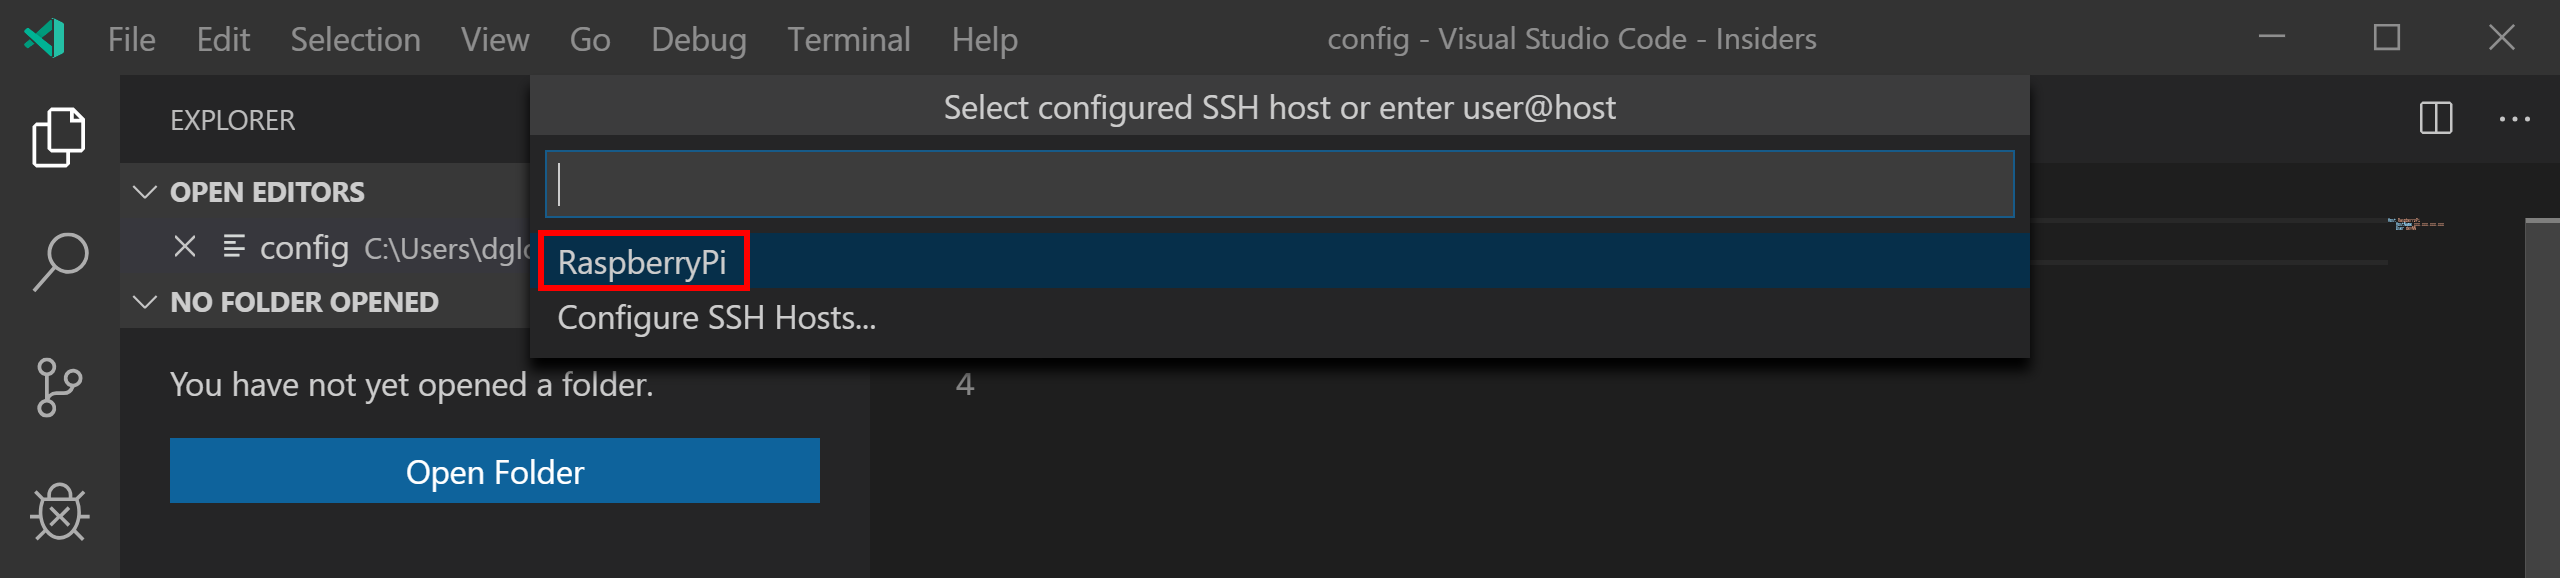 File Edit Selection View Go Debug Terminal Help config - Visual Studio Code - Insiders
EXPLORER
Select configured SSH host or enter user@host
OPEN EDITORS
config C:\Users\dglo
RaspberryPi
NO FOLDER OPENED
Configure SSH Hosts...
You have not yet opened a folder.
4
Open Folder